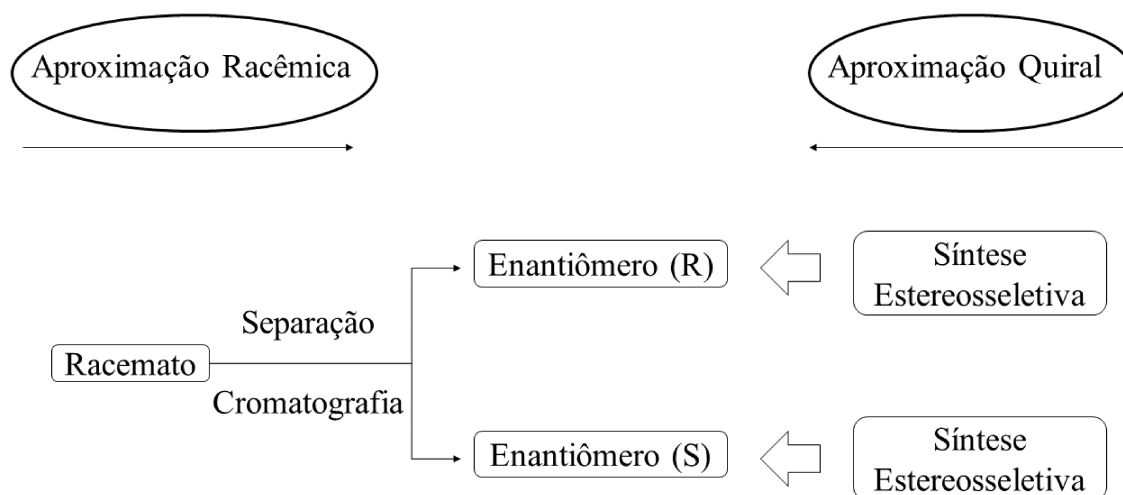 Aproximação Racêmica
Aproximação Quiral
Enantiômero (R)
Síntese
Estereosseletiva
Separação
Racemato
Cromatografia
Enantiômero (S)
Síntese
Estereosseletiva